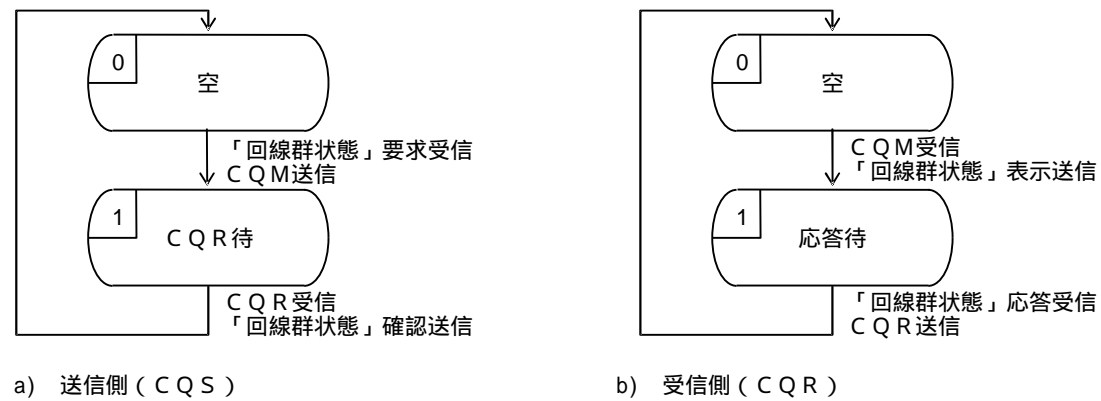 0
空
「回線群状態」要求受信
ＣＱＭ送信
1
ＣＱＲ待
ＣＱＲ受信
「回線群状態」確認送信
a) 送信側（ＣＱＳ）
0
空
ＣＱＭ受信
「回線群状態」表示送信
1
応答待
「回線群状態」応答受信
ＣＱＲ送信
b) 受信側（ＣＱＲ）